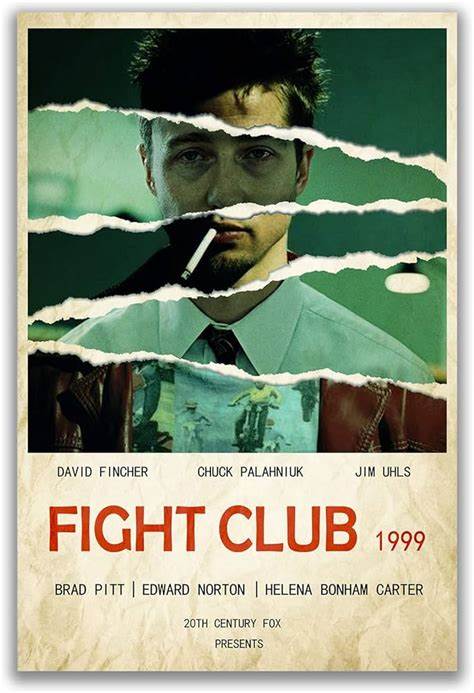 DAVID FINCHER CHUCK PALAHNIUK JIM UHLS
FIGHT CLUB 1999
BRAD PITT | EDWARD NORTON | HELENA BONHAM CARTER
20TH CENTURY FOX
PRESENTS